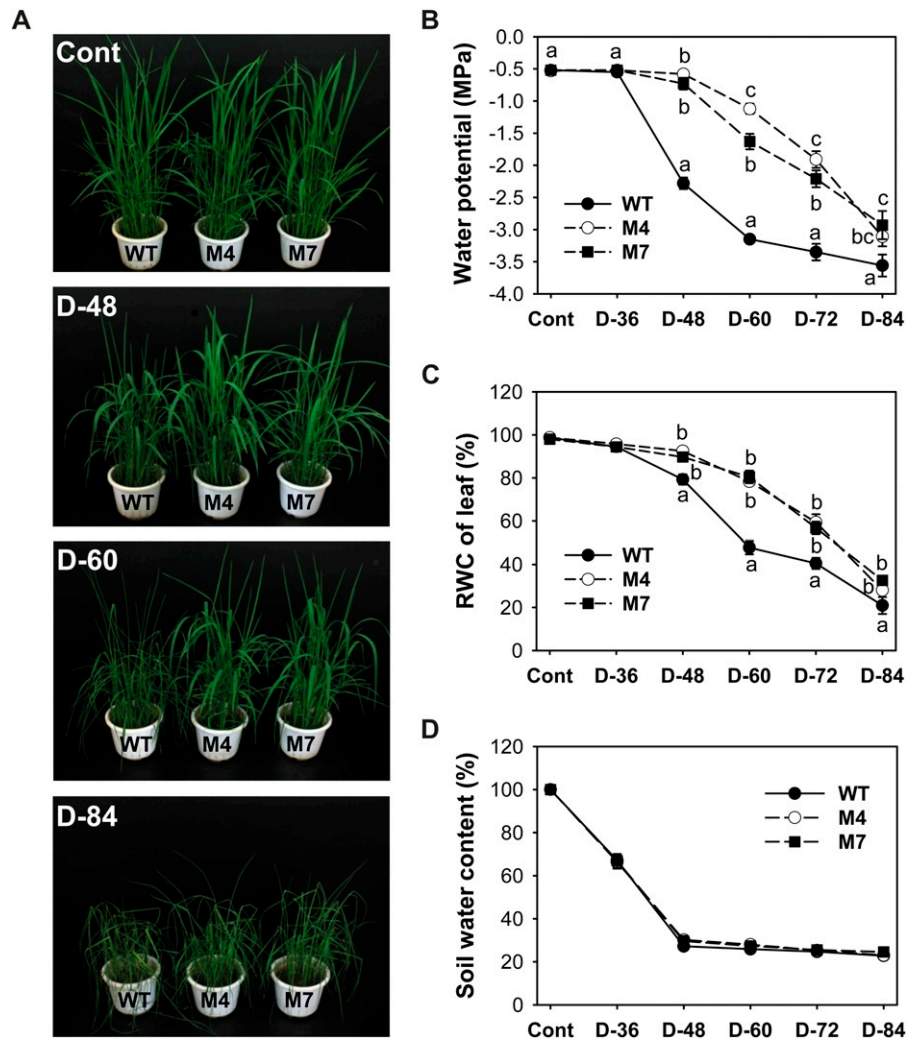 A
Cont
WT M4 M7
D-48
WT M4 M7
D-60
WT M4 M7
D-84
WT M4 M7
B
Water potential (MPa)
0.0
-0.5
-1.0
-1.5
-2.0
-2.5
-3.0
-3.5
-4.0
a a b c
b b c
a a a b c
bc
a
WT
M4
M7
Cont D-36 D-48 D-60 D-72 D-84
C
RWC of leaf (%)
120
100
80
60
40
20
0
b b b b
b b b b
a a a a
WT
M4
M7
Cont D-36 D-48 D-60 D-72 D-84
D
Soil water content (%)
120
100
80
60
40
20
0
WT
M4
M7
Cont D-36 D-48 D-60 D-72 D-84